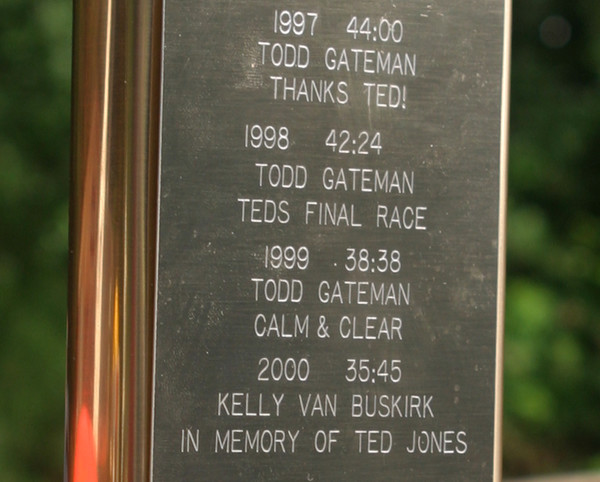 1997 44:00
TODD GATEMAN
THANKS TED!
1998 42:24
TODD GATEMAN
TEDS FINAL RACE
1999 38:38
TODD GATEMAN
CALM & CLEAR
2000 35:45
KELLY VAN BUSKIRK
IN MEMORY OF TED JONES